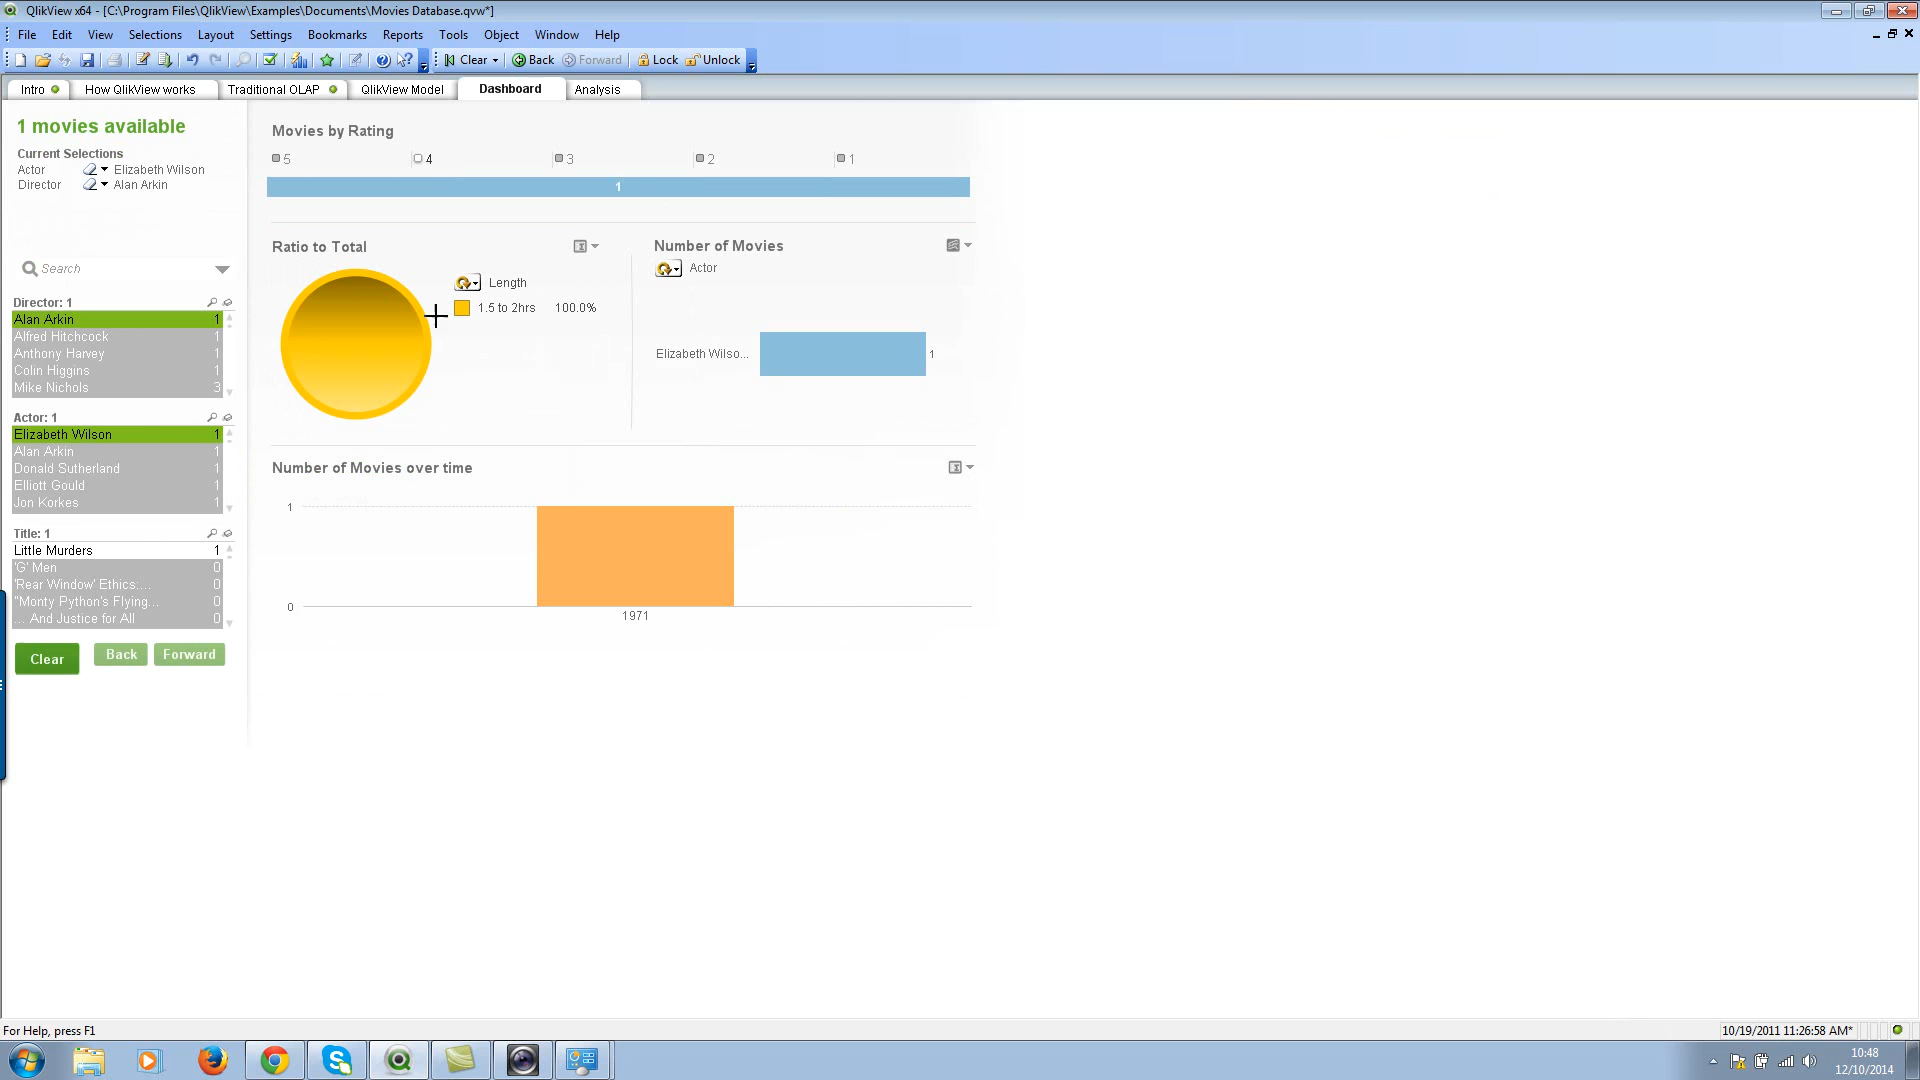 QlikView x64 - [C:\Program Files\QlikView\Examples\Documents\Movies Database.qvw*]
File Edit View Selections Layout Settings Bookmarks Reports Tools Object Window Help
Clear Back Forward Lock Unlock
Intro How QlikView works Traditional OLAP QlikView Model Dashboard Analysis
1 movies available
Current Selections
Actor Elizabeth Wilson
Director Alan Arkin
Search
Director: 1
Alan Arkin 1
Alfred Hitchcock 1
Anthony Harvey 1
Colin Higgins 1
Mike Nichols 3
Actor: 1
Elizabeth Wilson 1
Alan Arkin 1
Donald Sutherland 1
Elliott Gould 1
Jon Korkes 1
Title: 1
Little Murders 1
'G' Men 0
'Rear Window' Ethics:... 0
"Monty Python's Flying... 0
... And Justice for All 0
Clear Back Forward
Movies by Rating
5 4 3 2 1
1
Ratio to Total
Length
1.5 to 2hrs 100.0%
Number of Movies
Actor
Elizabeth Wilso... 1
Number of Movies over time
1
0
1971
For Help, press F1
10/19/2011 11:26:58 AM*
10:48
12/10/2014